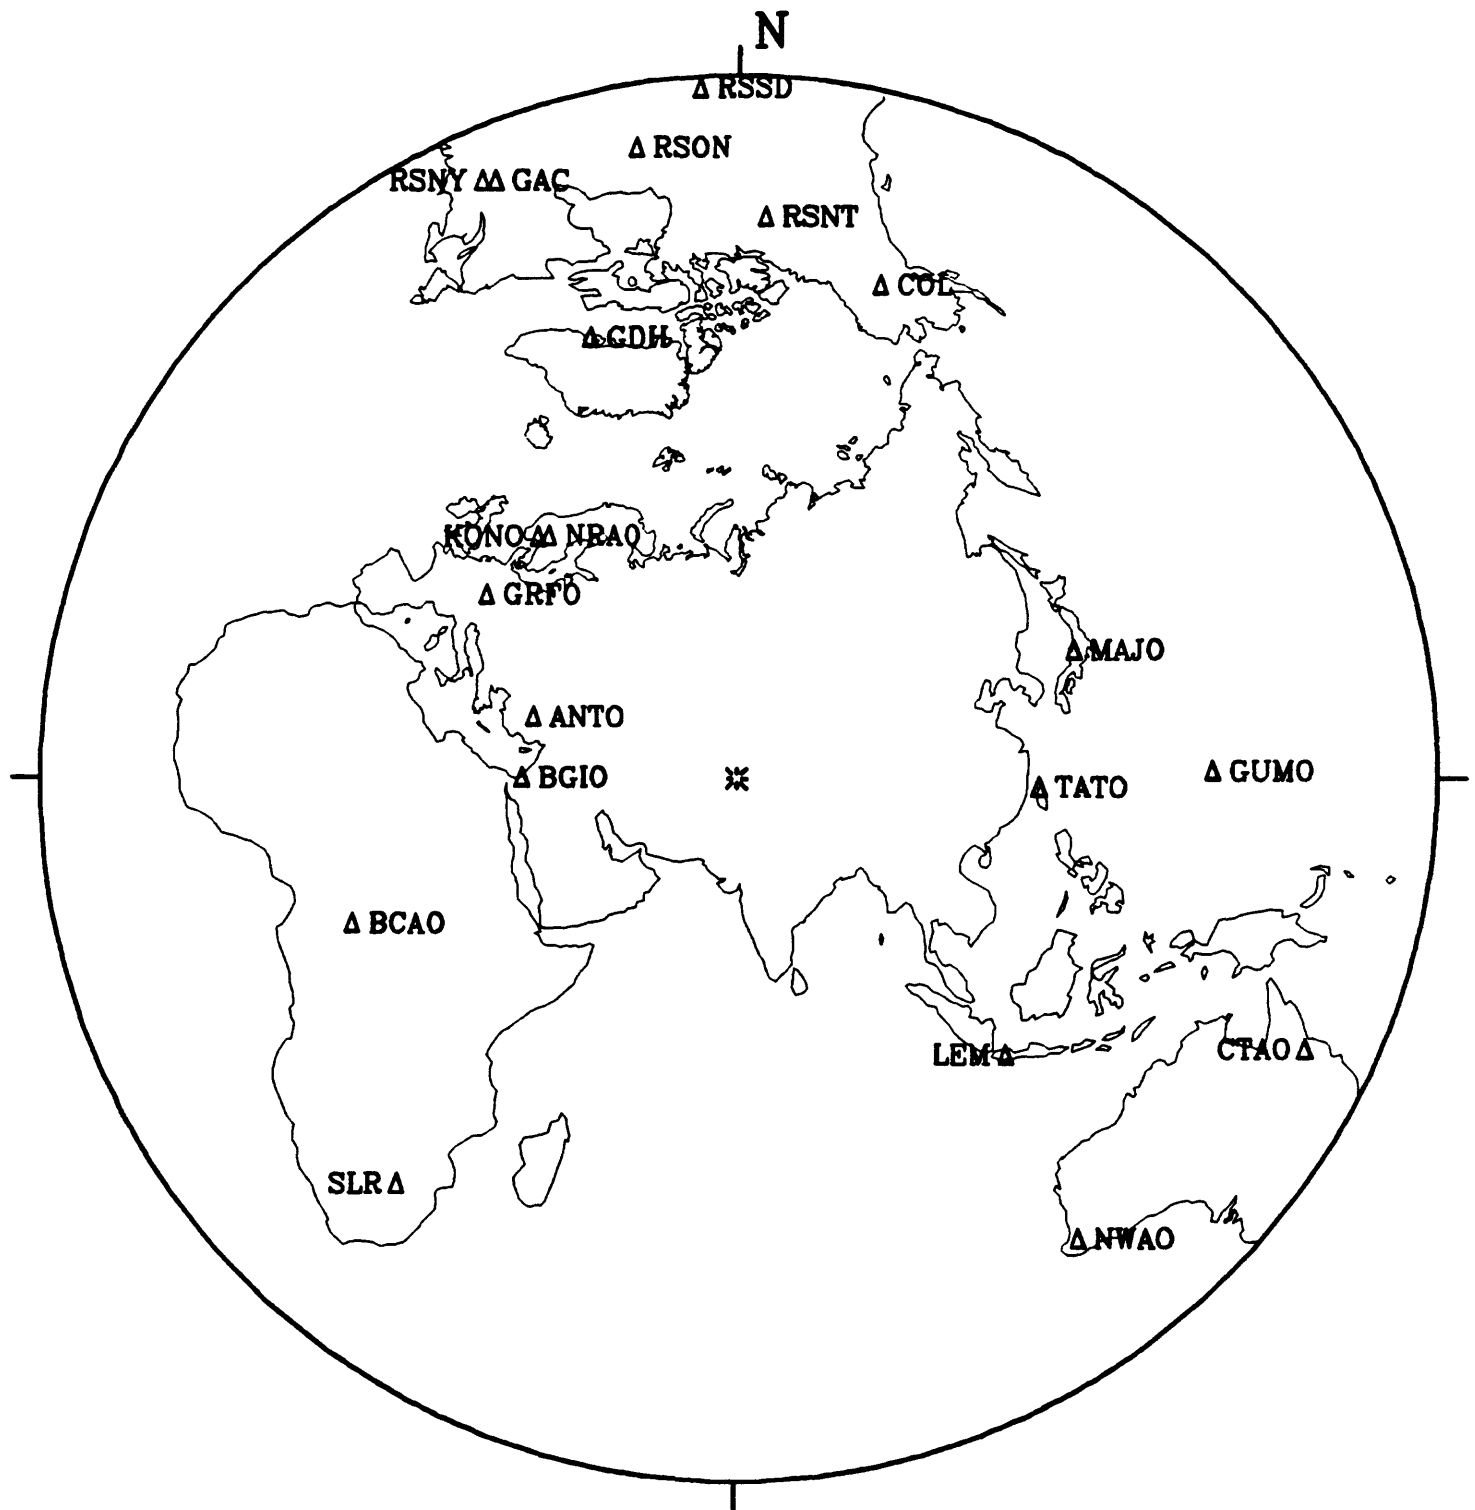 N
RSSD
RSON
RSNY GAC
RSNT
COL
GDH
KONO NRAO
GRFO
MAJO
ANTO
BGIO
GUMO
TATO
BCAO
LEM
CTAO
SLR
NWAO